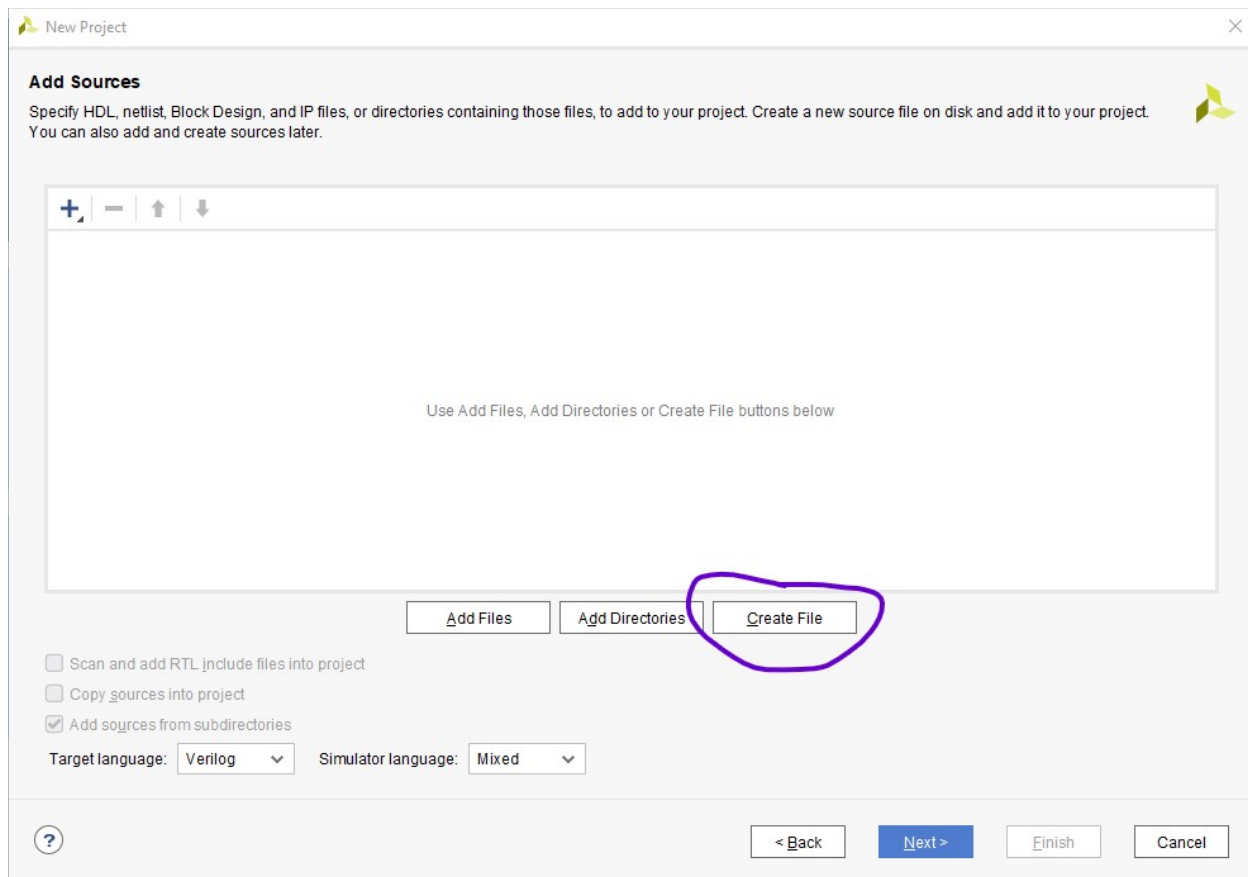 New Project
Add Sources
Specify HDL, netlist, Block Design, and IP files, or directories containing those files, to add to your project. Create a new source file on disk and add it to your project.
You can also add and create sources later.
Use Add Files, Add Directories or Create File buttons below
Add Files Add Directories Create File
Scan and add RTL include files into project
Copy sources into project
Add sources from subdirectories
Target language: Verilog Simulator language: Mixed
? < Back Next > Finish Cancel